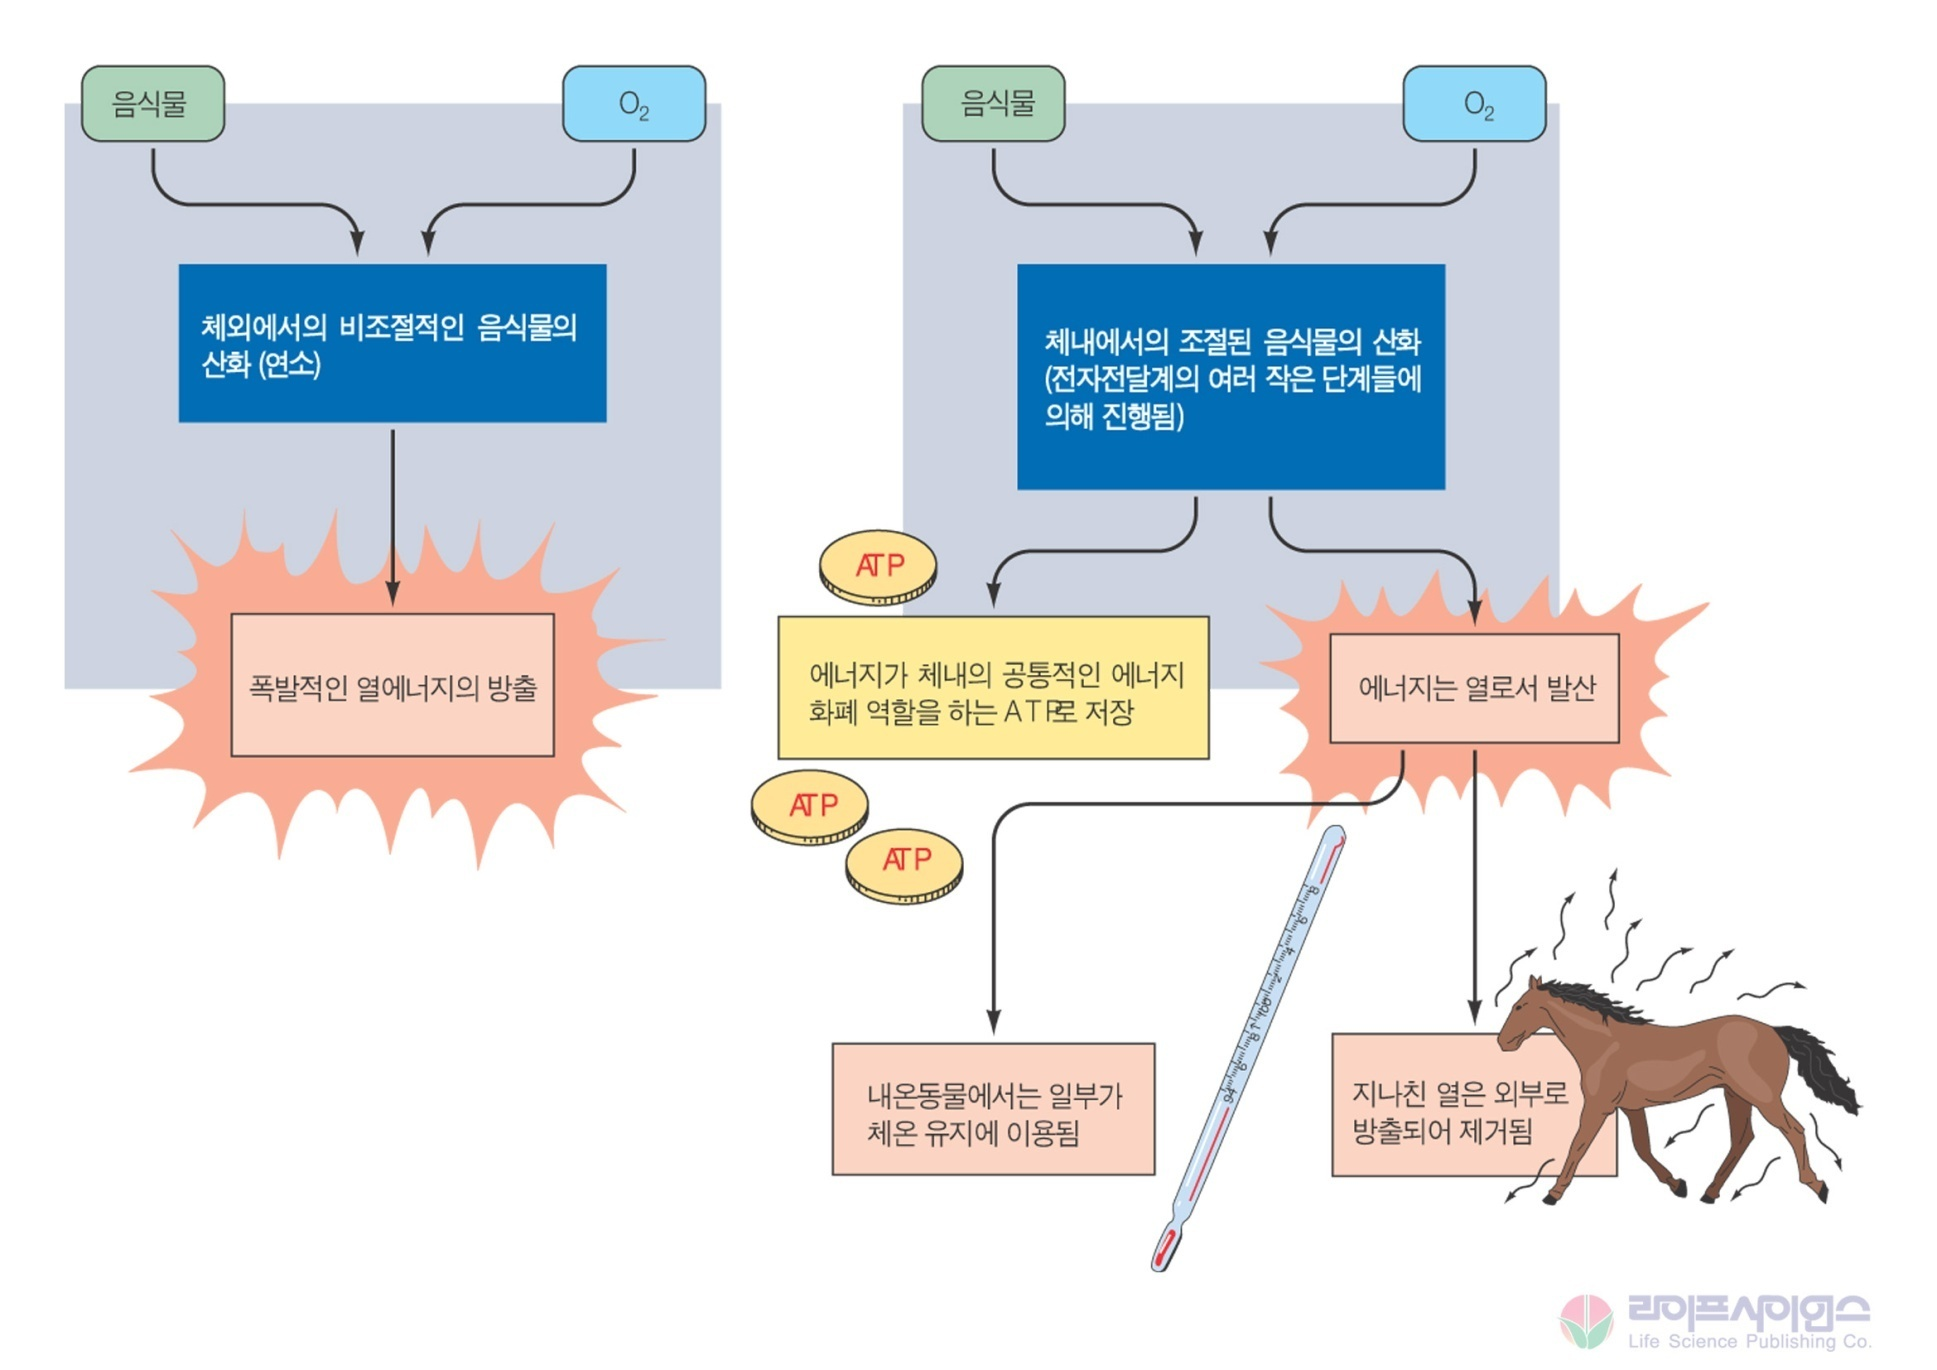 음식물
O₂
체외에서의 비조절적인 음식물의
산화 (연소)
폭발적인 열에너지의 방출
음식물
O₂
체내에서의 조절된 음식물의 산화
(전자전달계의 여러 작은 단계들에
의해 진행됨)
ATP
에너지가 체내의 공통적인 에너지
화폐 역할을 하는 ATP로 저장
ATP
ATP
에너지는 열로서 발산
내온동물에서는 일부가
체온 유지에 이용됨
8
6
4
2
100
8
6
94
지나친 열은 외부로
방출되어 제거됨
라이프사이언스
Life Science Publishing Co.